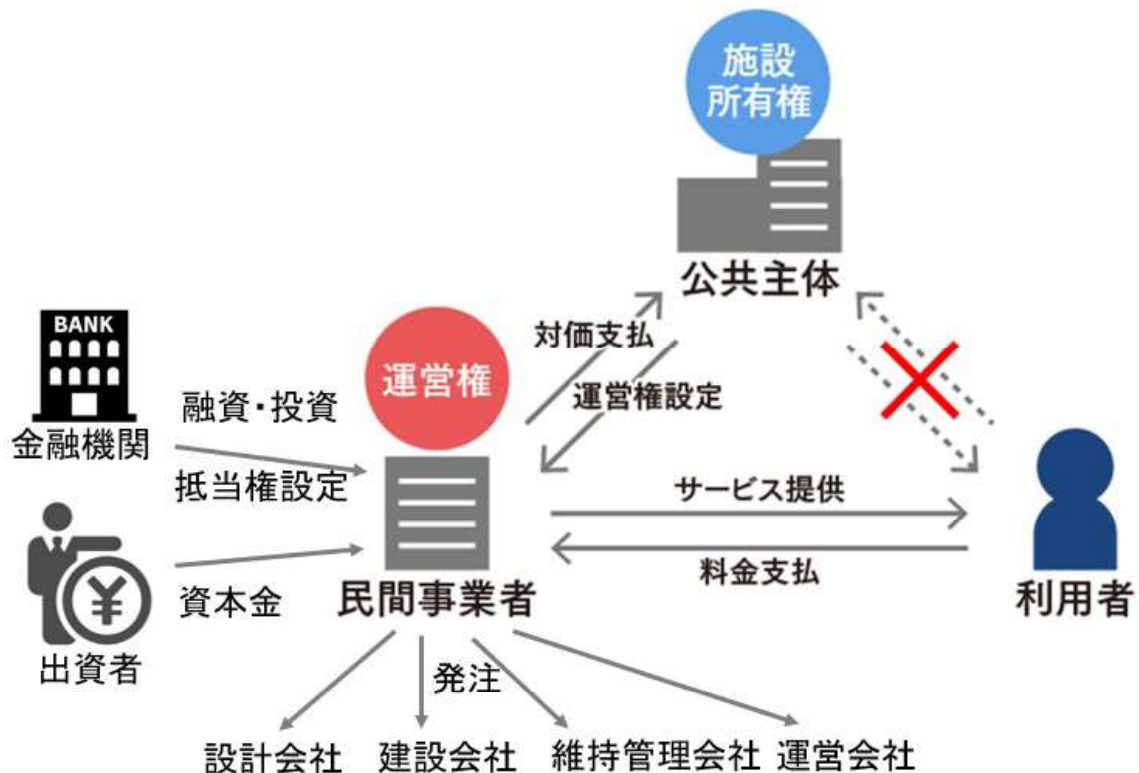 施設
所有権
公共主体
BANK
金融機関
融資・投資
抵当権設定
運営権
対価支払
運営権設定
サービス提供
料金支払
出資者
資本金
民間事業者
利用者
発注
設計会社 建設会社 維持管理会社 運営会社